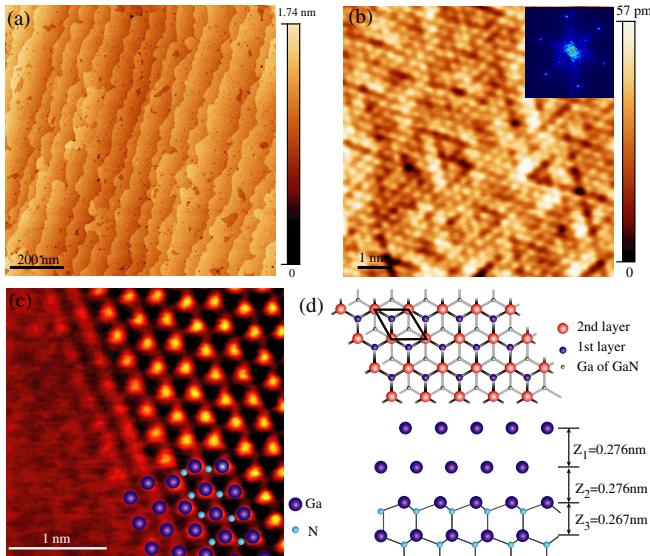 (a)
1.74 nm
200 nm
0
(b)
57 pm
1 nm
0
(c)
1 nm
Ga
N
(d)
2nd layer
1st layer
Ga of GaN
Z1=0.276nm
Z2=0.276nm
Z3=0.267nm